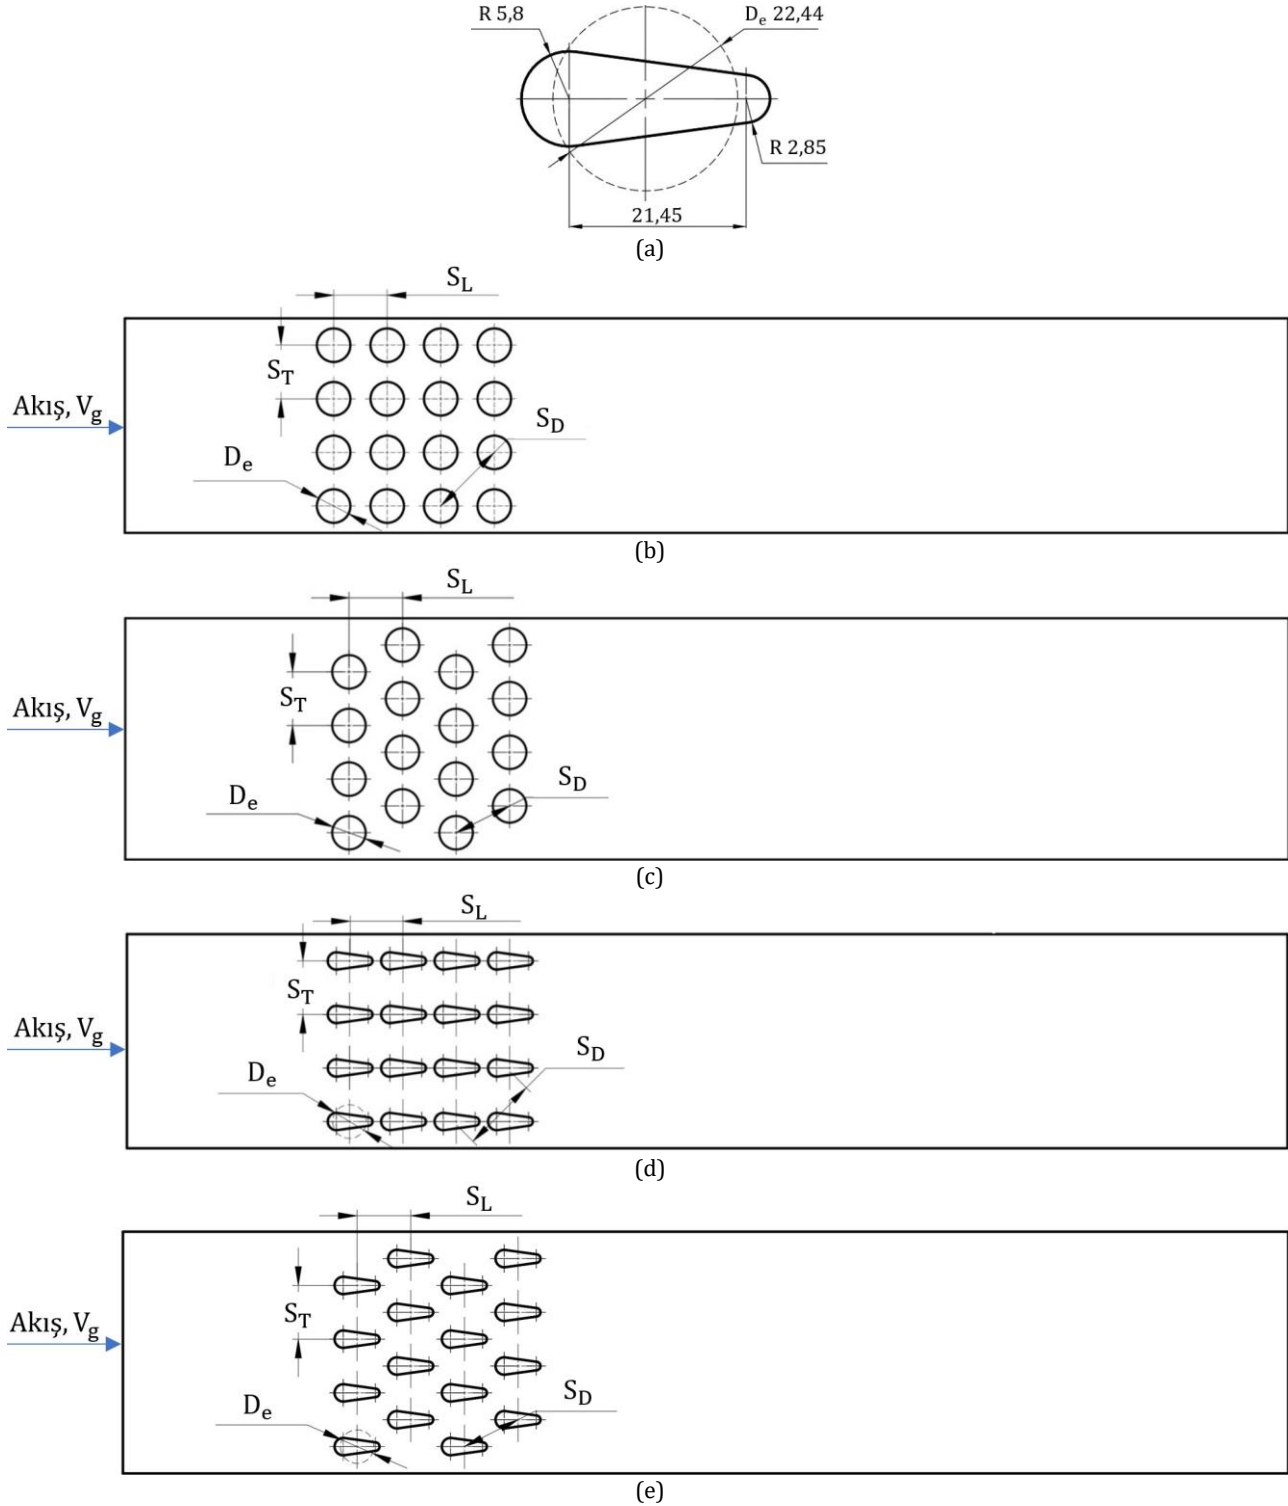 R 5,8
D_e 22,44
R 2,85
21,45
(a)
S_L
S_T
Akış, V_g
S_D
D_e
(b)
S_L
S_T
Akış, V_g
S_D
D_e
(c)
S_L
S_T
Akış, V_g
S_D
D_e
(d)
S_L
S_T
Akış, V_g
S_D
D_e
(e)